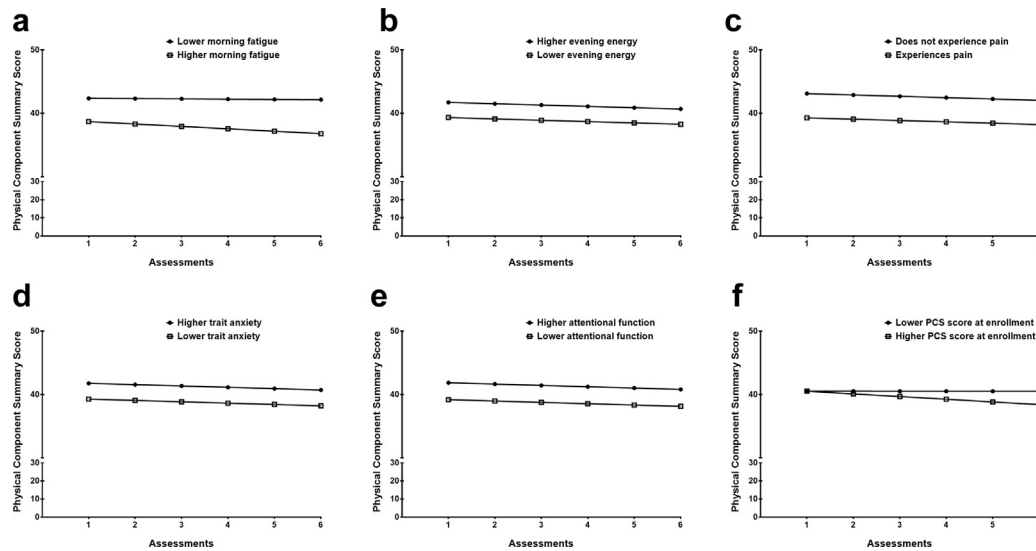 a
50
40
30
20
10
0
Physical Component Summary Score
Lower morning fatigue
Higher morning fatigue
1 2 3 4 5 6
Assessments
b
50
40
30
20
10
0
Physical Component Summary Score
Higher evening energy
Lower evening energy
1 2 3 4 5 6
Assessments
c
50
40
30
20
10
0
Physical Component Summary Score
Does not experience pain
Experiences pain
1 2 3 4 5
Assessments
d
50
40
30
20
10
0
Physical Component Summary Score
Higher trait anxiety
Lower trait anxiety
1 2 3 4 5 6
Assessments
e
50
40
30
20
10
0
Physical Component Summary Score
Higher attentional function
Lower attentional function
1 2 3 4 5 6
Assessments
f
50
40
30
20
10
0
Physical Component Summary Score
Lower PCS score at enrollment
Higher PCS score at enrollment
1 2 3 4 5
Assessments